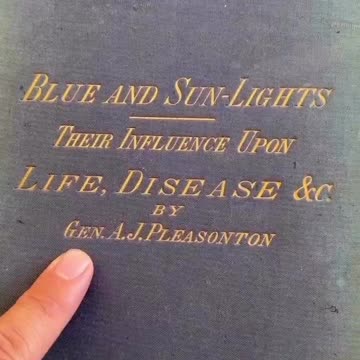 BLUE AND SUN-LIGHTS
THEIR INFLUENCE UPON
LIFE, DISEASE &C
BY
GEN. A. J. PLEASONTON